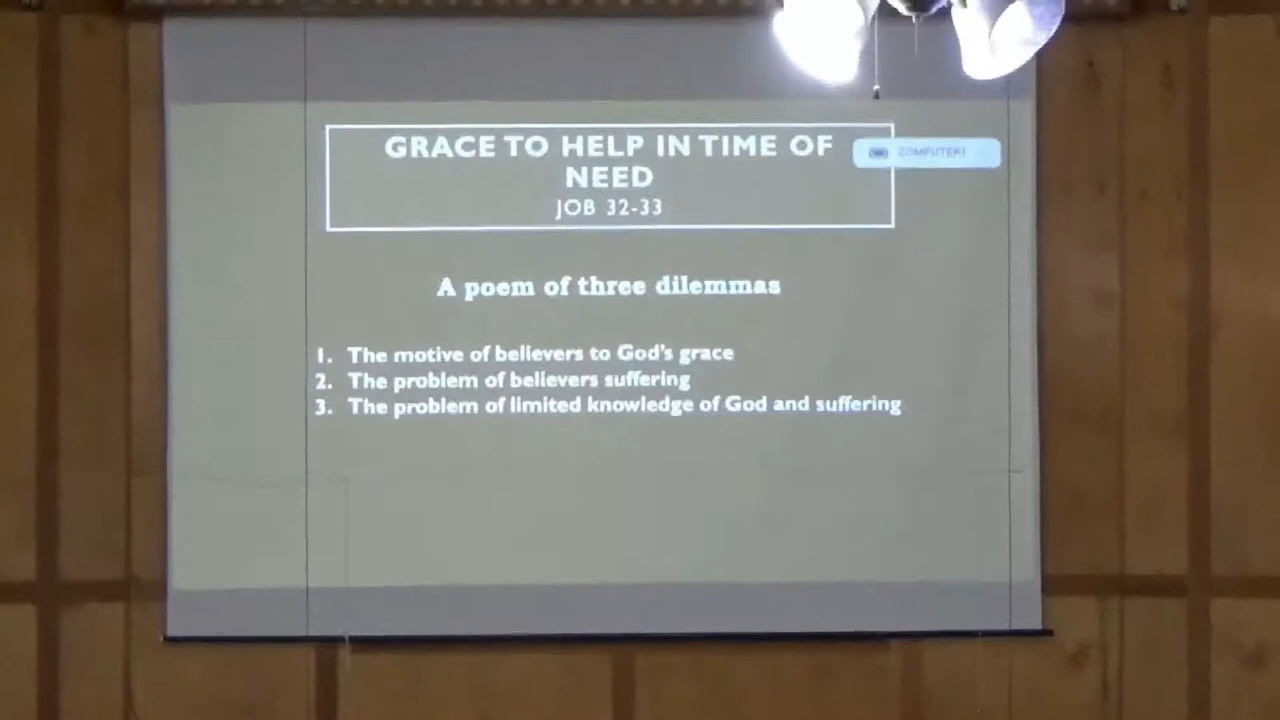 GRACE TO HELP IN TIME OF
NEED
JOB 32-33
COMPUTER1
A poem of three dilemmas
1. The motive of believers to God's grace
2. The problem of believers suffering
3. The problem of limited knowledge of God and suffering